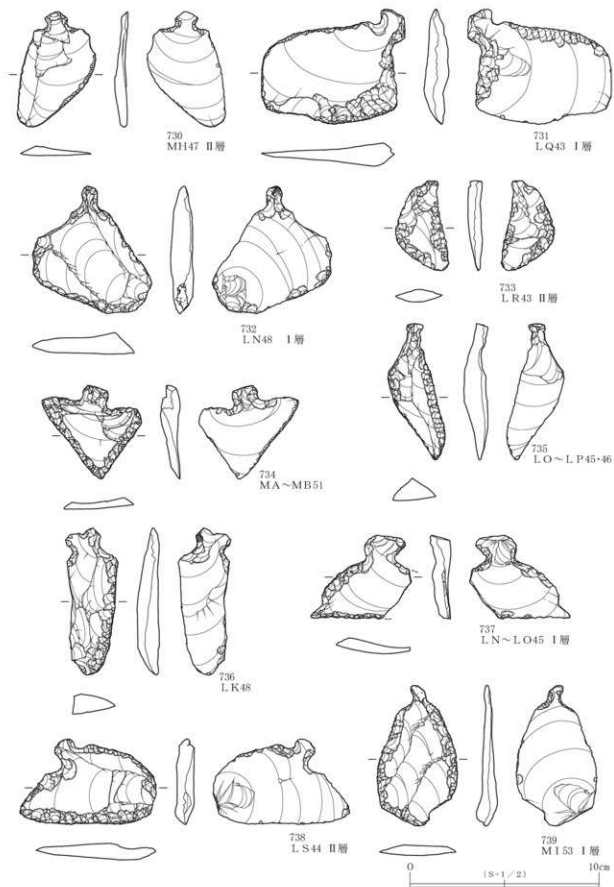 730
MH47 Ⅱ層
731
LQ43 Ⅰ層
732
LN48 Ⅰ層
733
LR43 Ⅱ層
734
MA～MB51
735
LO～LP45・46
736
LK48
737
LN～LO45 Ⅰ層
738
LS44 Ⅱ層
739
MI53 Ⅰ層
0 (S=1/2) 10cm